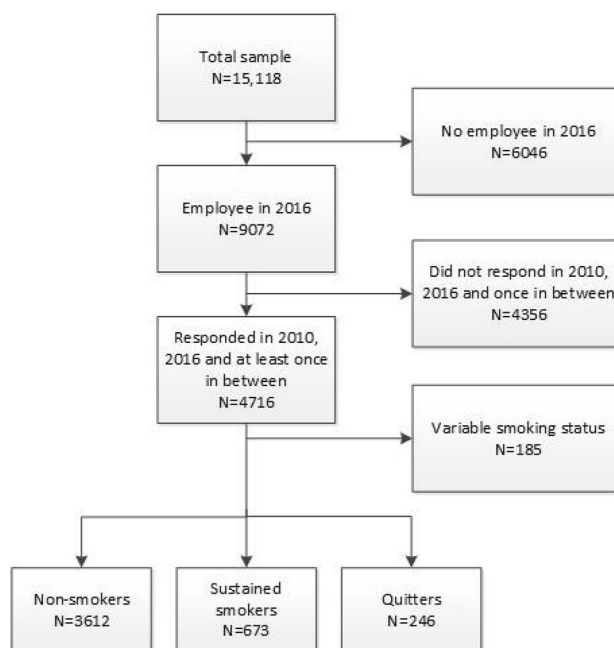 Total sample
N=15,118
No employee in 2016
N=6046
Employee in 2016
N=9072
Did not respond in 2010,
2016 and once in between
N=4356
Responded in 2010,
2016 and at least once
in between
N=4716
Variable smoking status
N=185
Non-smokers
N=3612
Sustained
smokers
N=673
Quitters
N=246